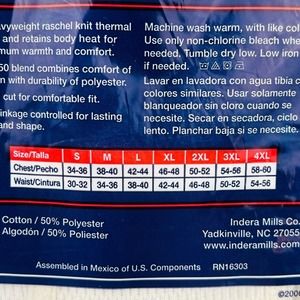 avyweight raschel knit thermal
and retains body heat for
mum warmth and comfort.
50 blend combines comfort of
n with durability of polyester.
cut for comfortable fit.
inkage controlled for lasting
and shape.
Machine wash warm, with like colo
Use only non-chlorine bleach whe
needed. Tumble dry low. Low iron
if needed.
Lavar en lavadora con agua tibia c
colores similares. Usar solamente
blanqueador sin cloro cuando se
necesite. Secar en secadora, ciclo
lento. Planchar baja si se necesite.
Size/Talla S M L XL 2XL 3XL 4XL
Chest/Pecho 34-36 38-40 42-44 46-48 50-52 54-56 58-60
Waist/Cintura 30-32 34-36 38-40 42-44 46-48 50-52 54-56
Cotton / 50% Polyester
Algodón / 50% Poliester
Indera Mills Co.
Yadkinville, NC 27055
www.inderamills.com
Assembled in Mexico of U.S. Components RN16303